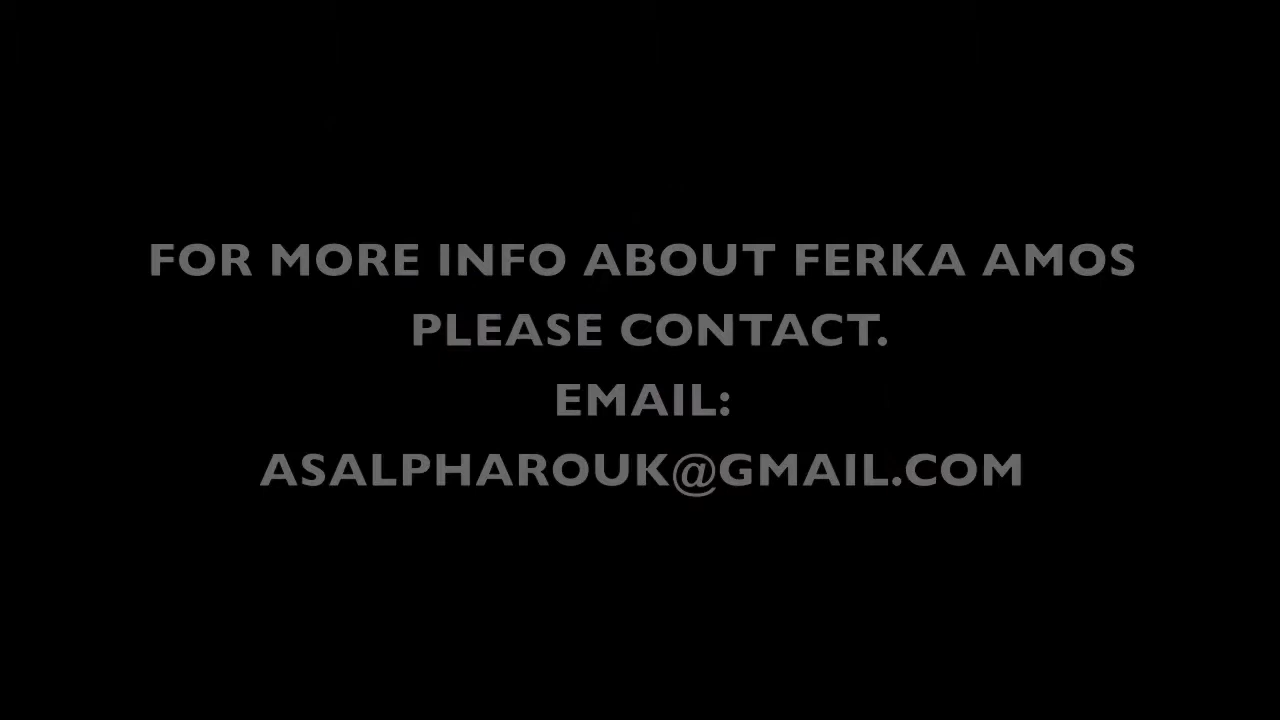 FOR MORE INFO ABOUT FERKA AMOS
PLEASE CONTACT.
EMAIL:
ASALPHAROUK@GMAIL.COM